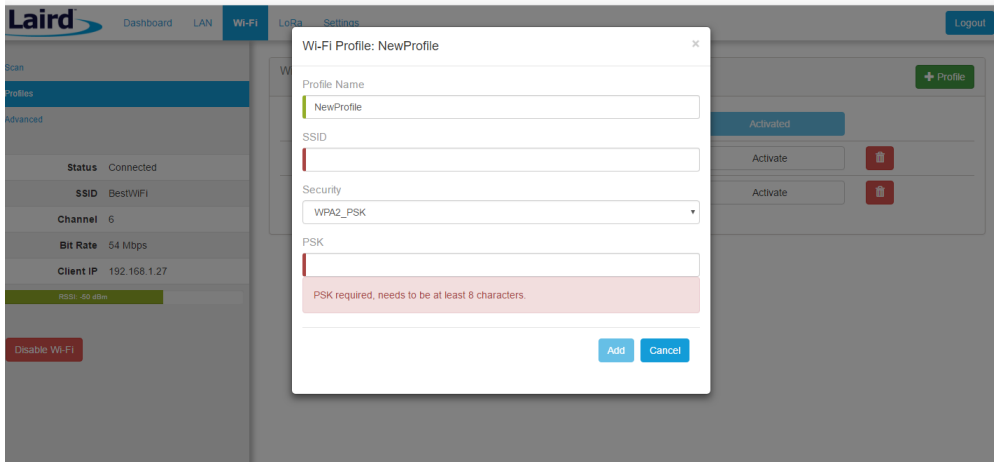 Laird
Dashboard LAN Wi-Fi LoRa Settings Logout
Scan
Profiles
Advanced
Status Connected
SSID BestWiFi
Channel 6
Bit Rate 54 Mbps
Client IP 192.168.1.27
RSSI: -60 dBm
Disable Wi-Fi
+ Profile
Activated
Activate
Activate
Wi-Fi Profile: NewProfile ×
Profile Name
NewProfile
SSID
Security
WPA2_PSK
PSK
PSK required, needs to be at least 8 characters.
Add Cancel